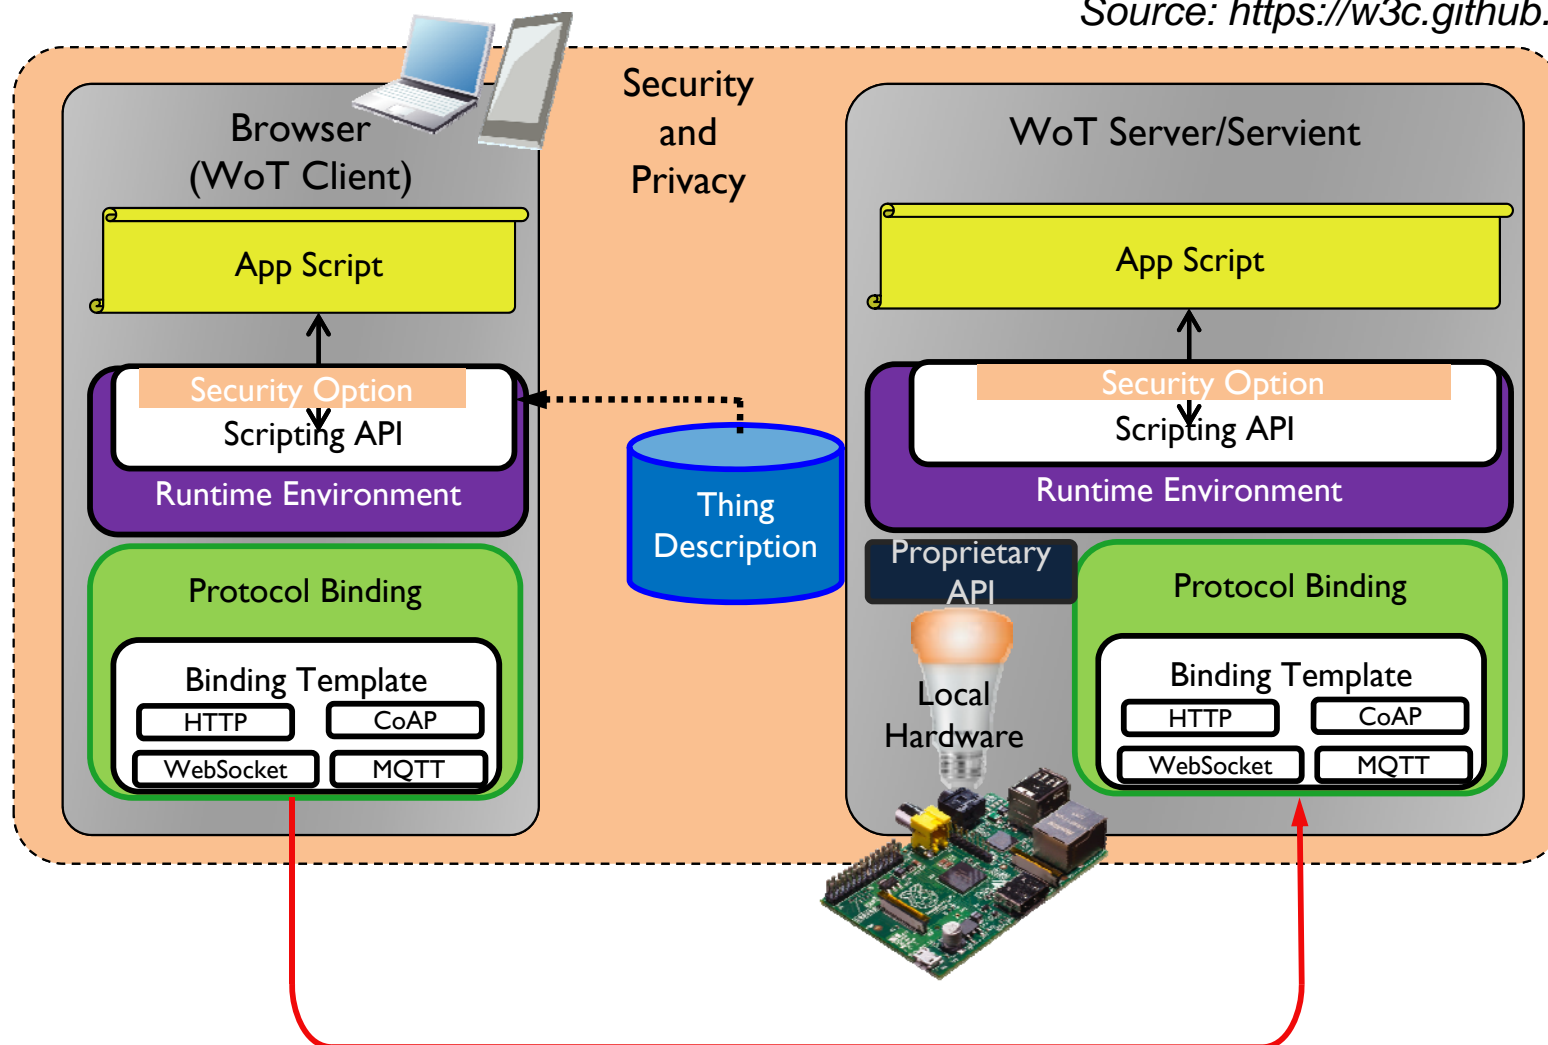 Source: https://w3c.github.
Security
and
Privacy
Browser
(WoT Client)
App Script
Security Option
Scripting API
Runtime Environment
Protocol Binding
Binding Template
HTTP
CoAP
WebSocket
MQTT
Thing
Description
WoT Server/Servient
App Script
Security Option
Scripting API
Runtime Environment
Proprietary
API
Local
Hardware
Protocol Binding
Binding Template
HTTP
CoAP
WebSocket
MQTT